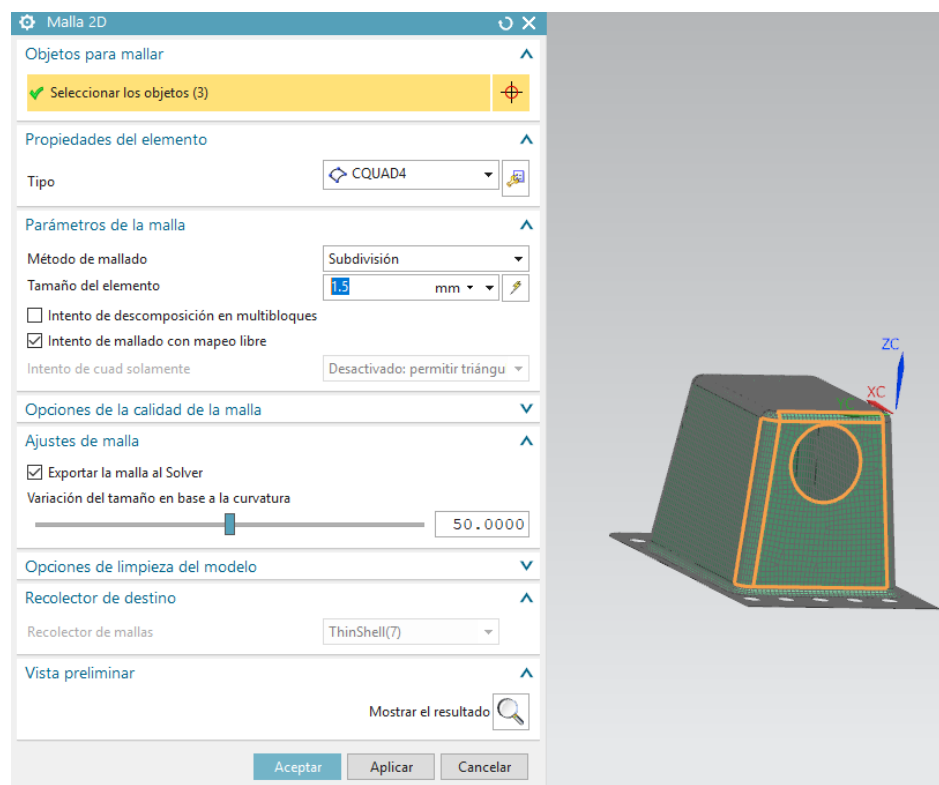 Malla 2D
Objetos para mallar
Seleccionar los objetos (3)
Propiedades del elemento
Tipo CQUAD4
Parámetros de la malla
Método de mallado Subdivisión
Tamaño del elemento 1.5 mm
Intento de descomposición en multibloques
Intento de mallado con mapeo libre
Intento de cuad solamente Desactivado: permitir triángu
Opciones de la calidad de la malla
Ajustes de malla
Exportar la malla al Solver
Variación del tamaño en base a la curvatura
50.0000
Opciones de limpieza del modelo
Recolector de destino
Recolector de mallas ThinShell(7)
Vista preliminar
Mostrar el resultado
Aceptar Aplicar Cancelar
ZC
XC
YC